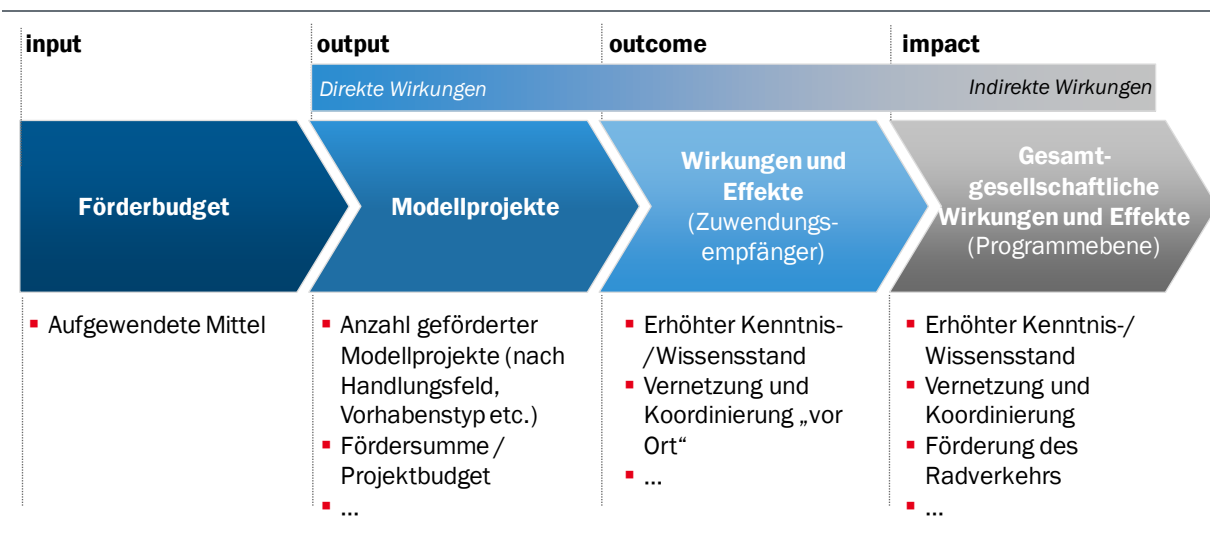 input
output
outcome
impact
Direkte Wirkungen
Indirekte Wirkungen
Förderbudget
Modellprojekte
Wirkungen und
Effekte
(Zuwendungs-
empfänger)
Gesamt-
gesellschaftliche
Wirkungen und Effekte
(Programmebene)
▪ Aufgewendete Mittel
▪ Anzahl geförderter
Modellprojekte (nach
Handlungsfeld,
Vorhabenstyp etc.)
▪ Fördersumme /
Projektbudget
▪ ...
▪ Erhöhter Kenntnis-
/Wissensstand
▪ Vernetzung und
Koordinierung „vor
Ort“
▪ ...
▪ Erhöhter Kenntnis-/
Wissensstand
▪ Vernetzung und
Koordinierung
▪ Förderung des
Radverkehrs
▪ ...